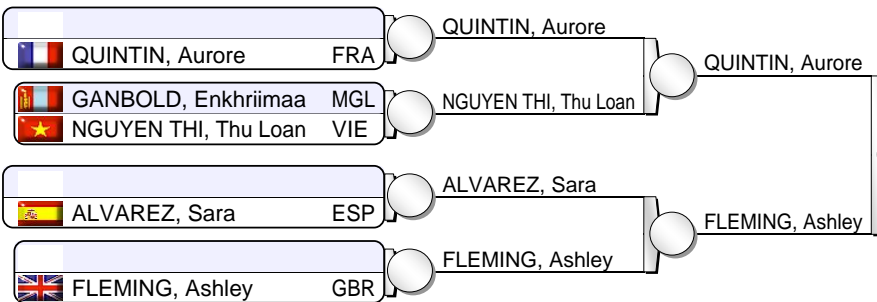 QUINTIN, Aurore FRA
GANBOLD, Enkhriimaa MGL
NGUYEN THI, Thu Loan VIE
ALVAREZ, Sara ESP
FLEMING, Ashley GBR
QUINTIN, Aurore
NGUYEN THI, Thu Loan
ALVAREZ, Sara
FLEMING, Ashley
QUINTIN, Aurore
FLEMING, Ashley